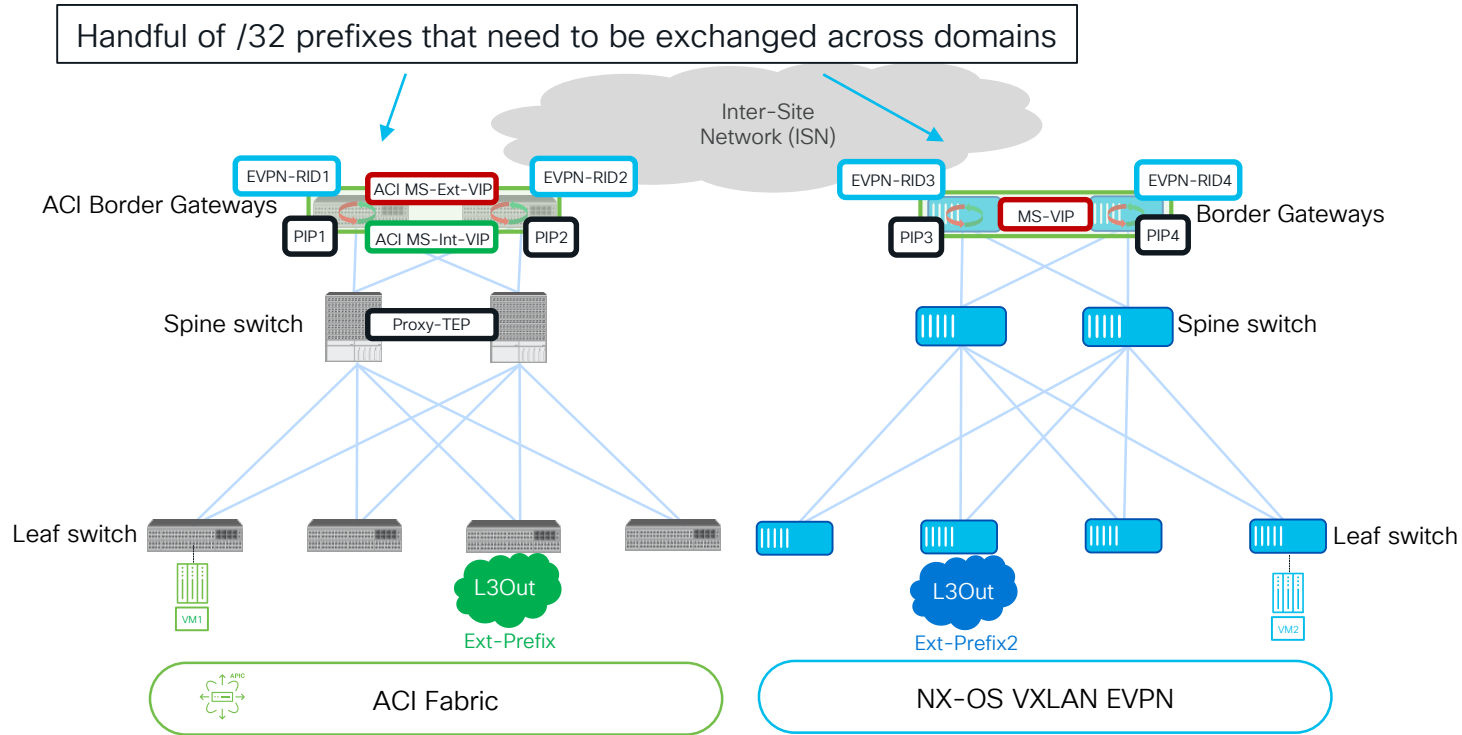 Handful of /32 prefixes that need to be exchanged across domains
Inter-Site
Network (ISN)
EVPN-RID1
ACI MS-Ext-VIP
EVPN-RID2
EVPN-RID3
EVPN-RID4
ACI Border Gateways
MS-VIP
Border Gateways
PIP1
ACI MS-Int-VIP
PIP2
PIP3
PIP4
Spine switch
Proxy-TEP
Spine switch
Leaf switch
Leaf switch
L3Out
L3Out
VM1
VM2
Ext-Prefix
Ext-Prefix2
APIC
ACI Fabric
NX-OS VXLAN EVPN